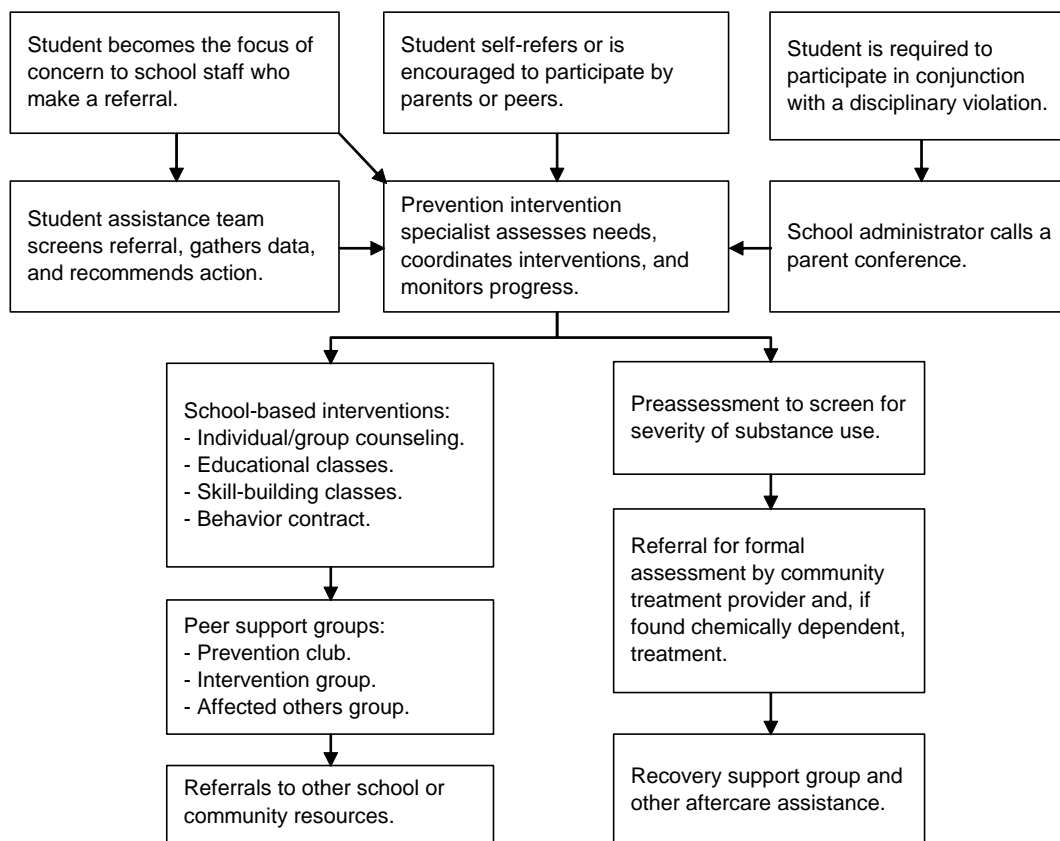 Student becomes the focus of
concern to school staff who
make a referral.
Student self-refers or is
encouraged to participate by
parents or peers.
Student is required to
participate in conjunction
with a disciplinary violation.
Student assistance team
screens referral, gathers data,
and recommends action.
Prevention intervention
specialist assesses needs,
coordinates interventions, and
monitors progress.
School administrator calls a
parent conference.
School-based interventions:
- Individual/group counseling.
- Educational classes.
- Skill-building classes.
- Behavior contract.
Preassessment to screen for
severity of substance use.
Referral for formal
assessment by community
treatment provider and, if
found chemically dependent,
treatment.
Peer support groups:
- Prevention club.
- Intervention group.
- Affected others group.
Referrals to other school or
community resources.
Recovery support group and
other aftercare assistance.